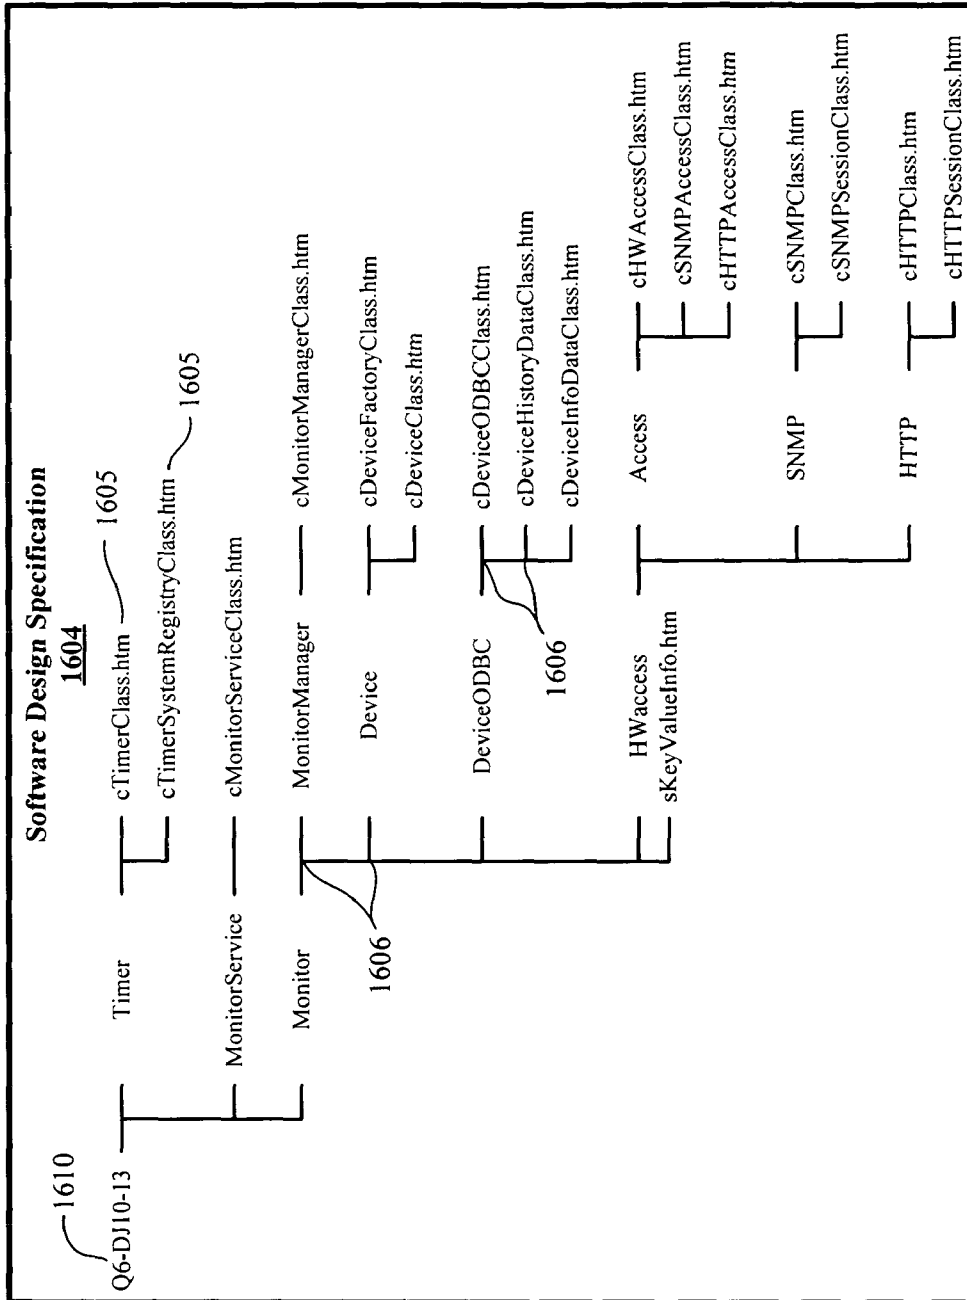 Software Design Specification
1604
1610
Q6-DJ10-13
Timer
cTimerClass.htm
1605
cTimerSystemRegistryClass.htm
1605
MonitorService
cMonitorServiceClass.htm
Monitor
MonitorManager
cMonitorManagerClass.htm
1606
Device
cDeviceFactoryClass.htm
cDeviceClass.htm
DeviceODBC
cDeviceODBCClass.htm
cDeviceHistoryDataClass.htm
cDeviceInfoDataClass.htm
1606
HWaccess
Access
cHWAccessClass.htm
sKeyValueInfo.htm
cSNMPAccessClass.htm
cHTTPAccessClass.htm
SNMP
cSNMPClass.htm
cSNMPSessionClass.htm
HTTP
cHTTPClass.htm
cHTTPSessionClass.htm